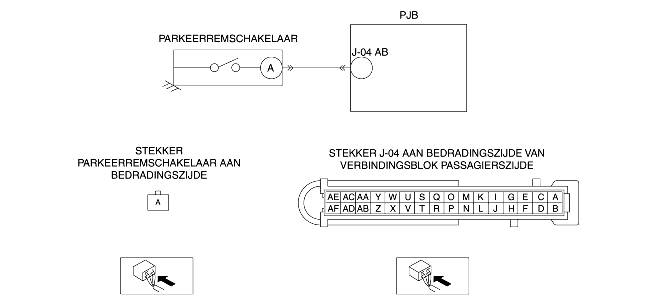 PJB
PARKEERREMSCHAKELAAR
J-04 AB
A
STEKKER
PARKEERREMSCHAKELAAR AAN
BEDRADINGSZIJDE
A
STEKKER J-04 AAN BEDRADINGSZIJDE VAN
VERBINDINGSBLOK PASSAGIERSZIJDE
AE AC AA Y W U S Q O M K I G E C A
AF AD AB Z X V T R P N L J H F D B